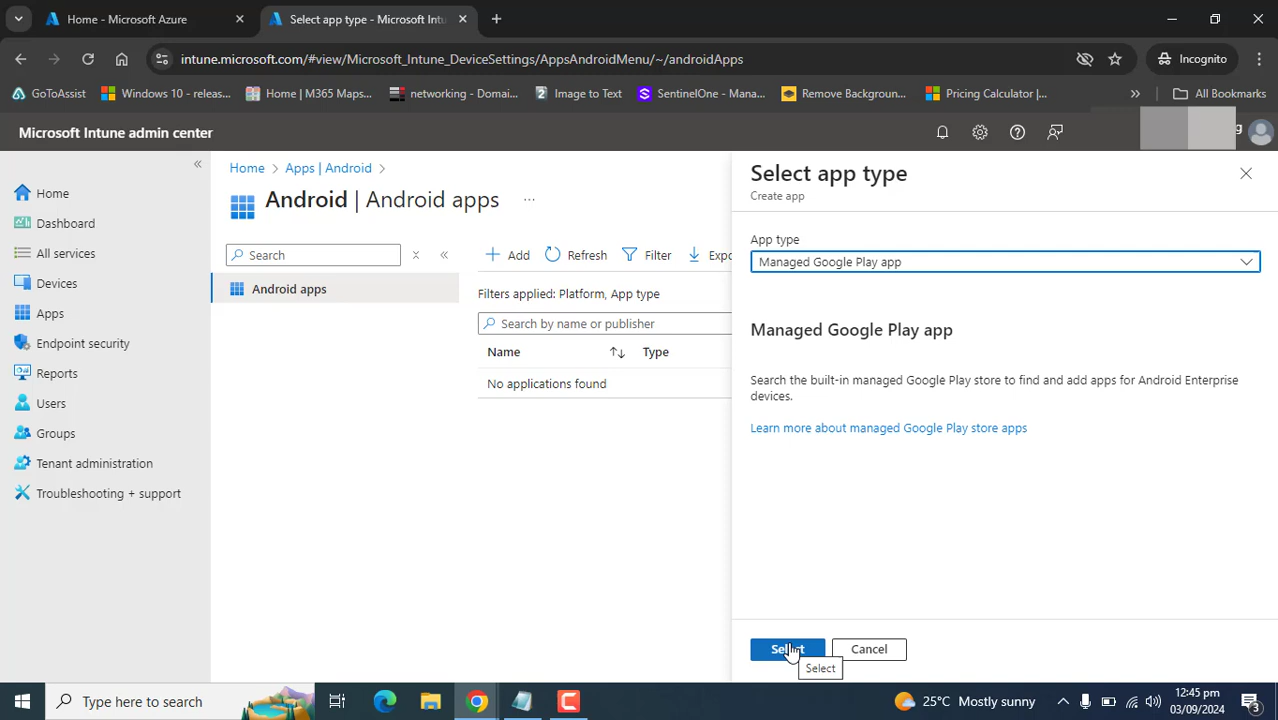 Home - Microsoft Azure
Select app type - Microsoft Int
intune.microsoft.com/#view/Microsoft_Intune_DeviceSettings/AppsAndroidMenu/~/androidApps
Incognito
GoToAssist
Windows 10 - releas...
Home | M365 Maps...
networking - Domai...
Image to Text
SentinelOne - Mana...
Remove Backgroun...
Pricing Calculator |...
All Bookmarks
Microsoft Intune admin center
g
Home
Dashboard
All services
Devices
Apps
Endpoint security
Reports
Users
Groups
Tenant administration
Troubleshooting + support
Home > Apps | Android >
Android | Android apps ...
Search
Android apps
Add
Refresh
Filter
Expo
Filters applied: Platform, App type
Search by name or publisher
Name
Type
No applications found
Select app type
Create app
App type
Managed Google Play app
Managed Google Play app
Search the built-in managed Google Play store to find and add apps for Android Enterprise
devices.
Learn more about managed Google Play store apps
Select
Cancel
Select
Type here to search
25°C Mostly sunny
12:45 pm
03/09/2024
3